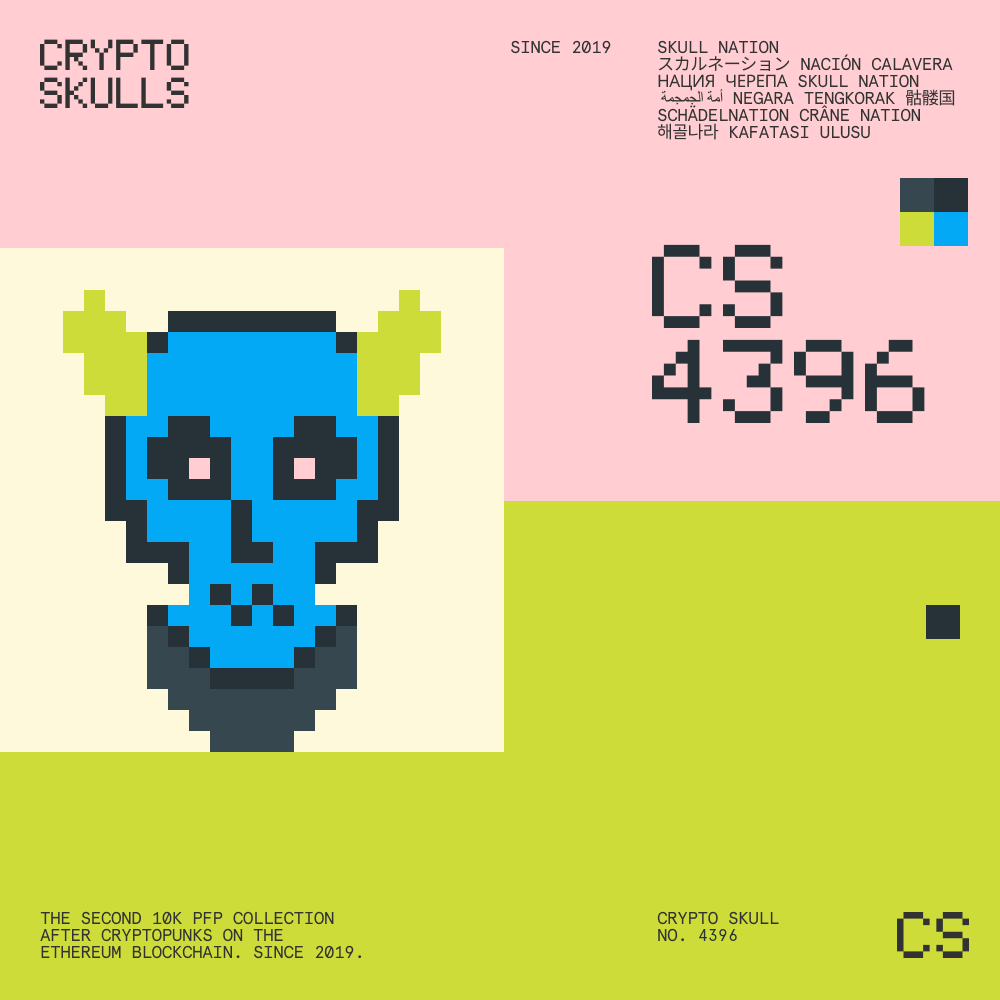 CRYPTO
SKULLS
SINCE 2019
SKULL NATION
スカルネーション NACIÓN CALAVERA
НАЦИЯ ЧЕРЕПА SKULL NATION
أمة الجمجمة NEGARA TENGKORAK 骷髅国
SCHÄDELNATION CRÂNE NATION
해골나라 KAFATASI ULUSU
CS
4396
THE SECOND 10K PFP COLLECTION
AFTER CRYPTOPUNKS ON THE
ETHEREUM BLOCKCHAIN. SINCE 2019.
CRYPTO SKULL
NO. 4396
CS